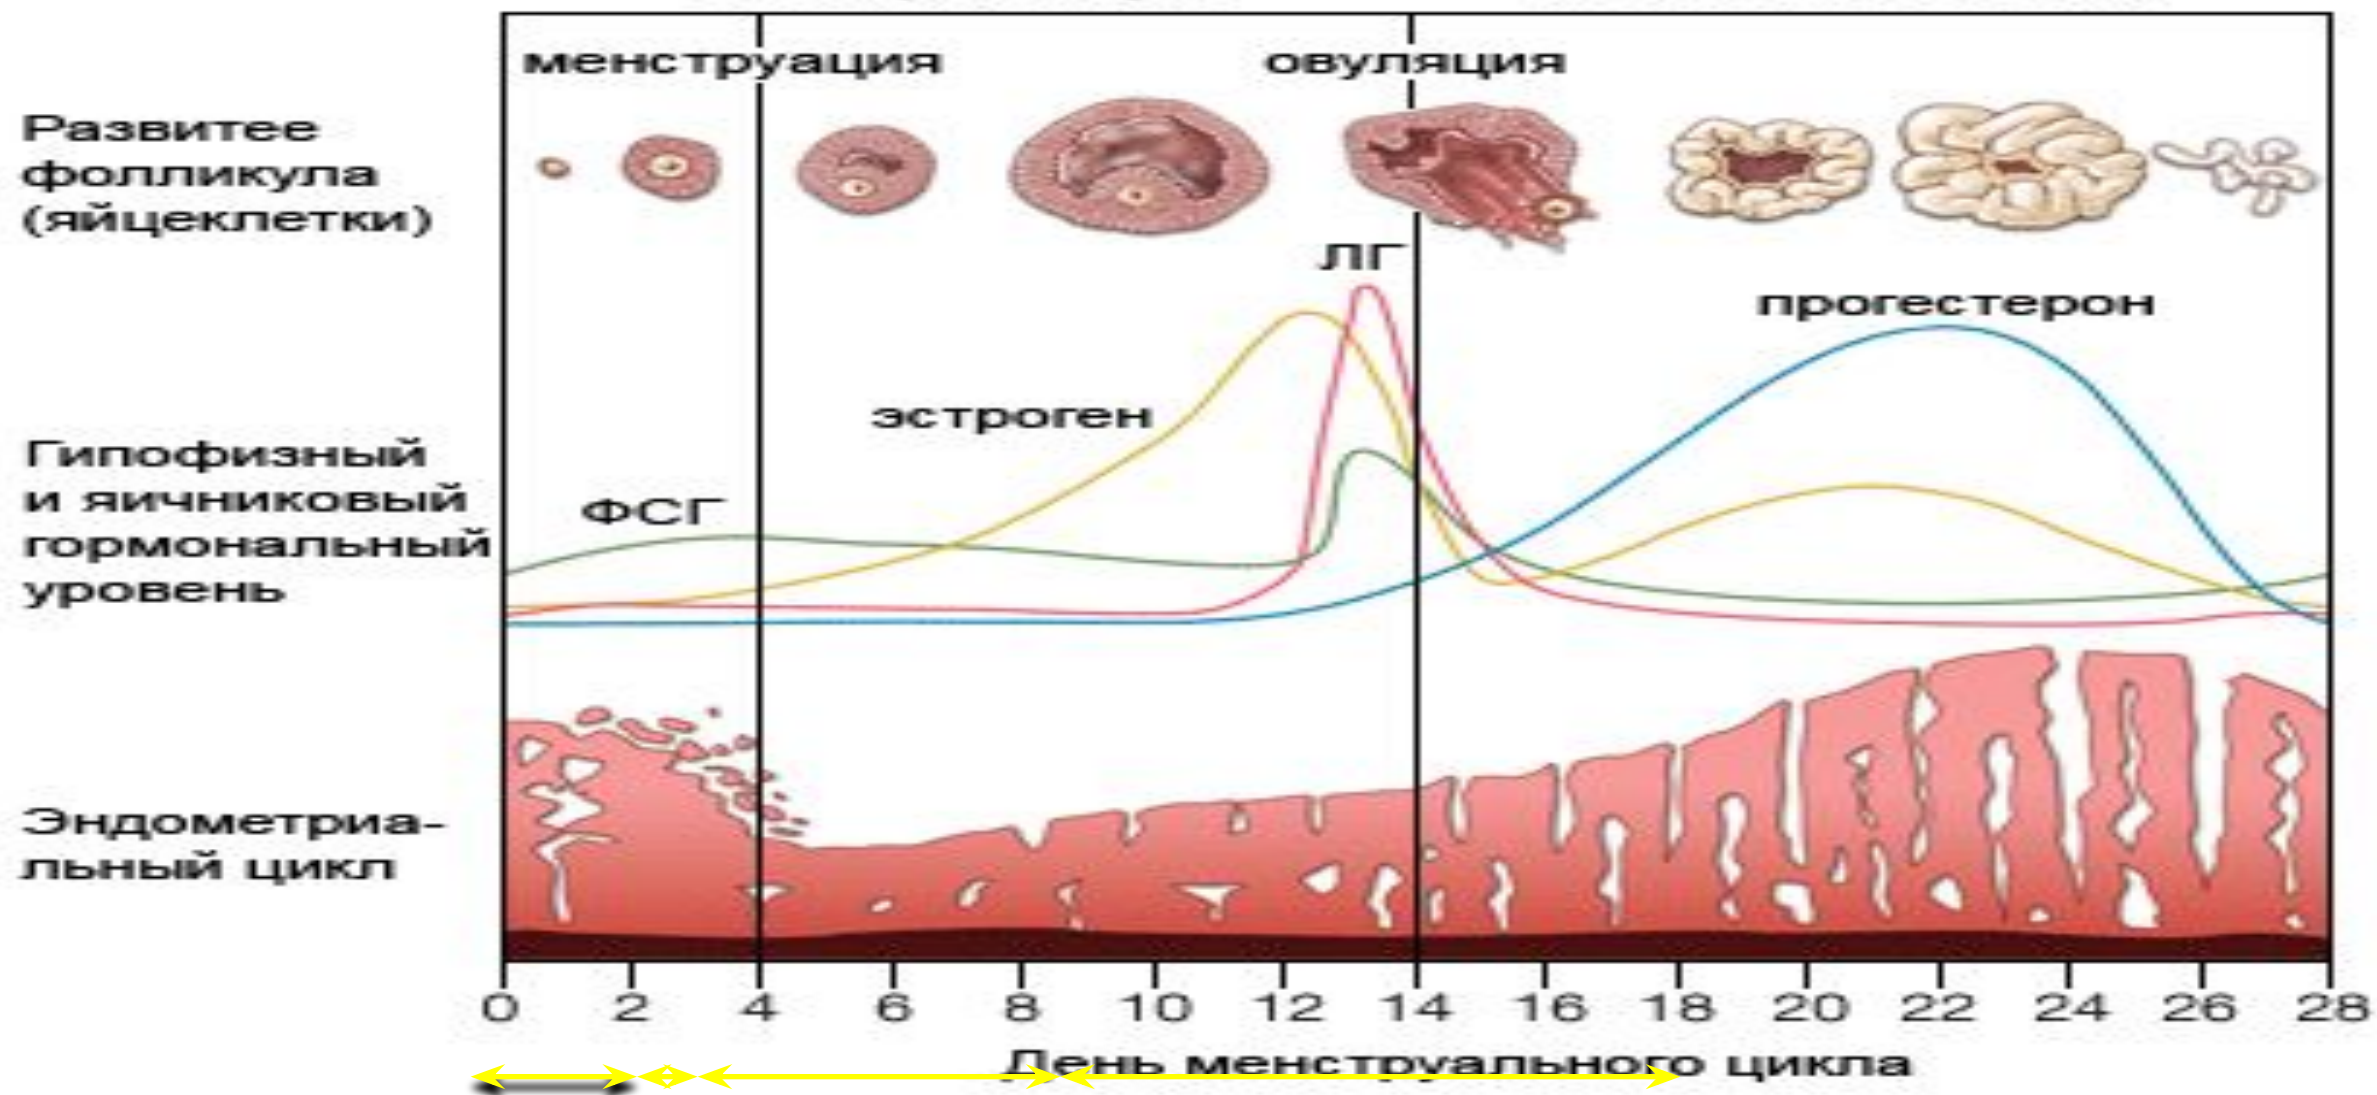 менструация
овуляция
Развитее
фолликула
(яйцеклетки)
ЛГ
прогестерон
эстроген
ФСГ
Гипофизный
и яичниковый
гормональный
уровень
Эндометриа-
льный цикл
0 2 4 6 8 10 12 14 16 18 20 22 24 26 28
День менструального цикла